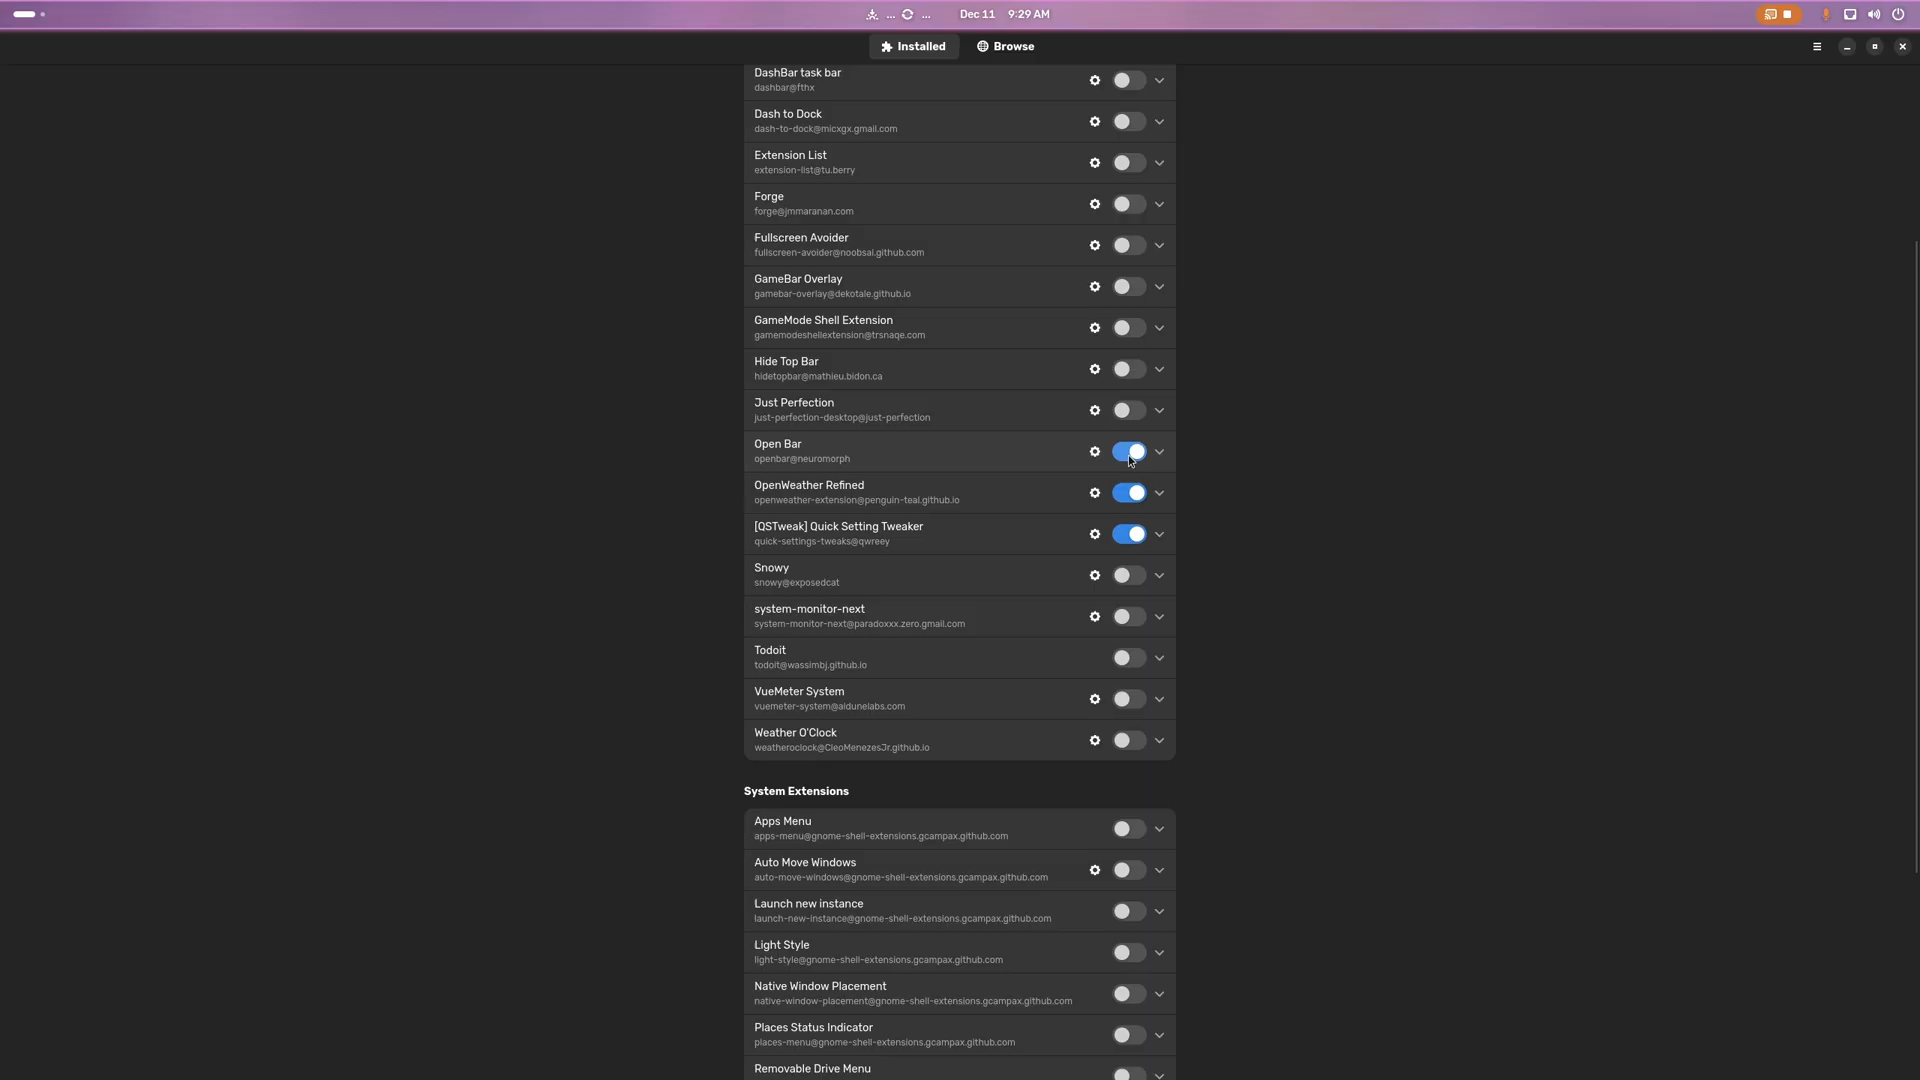 ... ... Dec 11 9:29 AM
Installed Browse
DashBar task bar
dashbar@fthx
Dash to Dock
dash-to-dock@micxgx.gmail.com
Extension List
extension-list@tu.berry
Forge
forge@jmmaranan.com
Fullscreen Avoider
fullscreen-avoider@noobsai.github.com
GameBar Overlay
gamebar-overlay@dekotale.github.io
GameMode Shell Extension
gamemodeshellextension@trsnaqe.com
Hide Top Bar
hidetopbar@mathieu.bidon.ca
Just Perfection
just-perfection-desktop@just-perfection
Open Bar
openbar@neuromorph
OpenWeather Refined
openweather-extension@penguin-teal.github.io
[QSTweak] Quick Setting Tweaker
quick-settings-tweaks@qwreey
Snowy
snowy@exposedcat
system-monitor-next
system-monitor-next@paradoxxx.zero.gmail.com
Todoit
todoit@wassimbj.github.io
VueMeter System
vuemeter-system@aldunelabs.com
Weather O'Clock
weatheroclock@CleoMenezesJr.github.io
System Extensions
Apps Menu
apps-menu@gnome-shell-extensions.gcampax.github.com
Auto Move Windows
auto-move-windows@gnome-shell-extensions.gcampax.github.com
Launch new instance
launch-new-instance@gnome-shell-extensions.gcampax.github.com
Light Style
light-style@gnome-shell-extensions.gcampax.github.com
Native Window Placement
native-window-placement@gnome-shell-extensions.gcampax.github.com
Places Status Indicator
places-menu@gnome-shell-extensions.gcampax.github.com
Removable Drive Menu